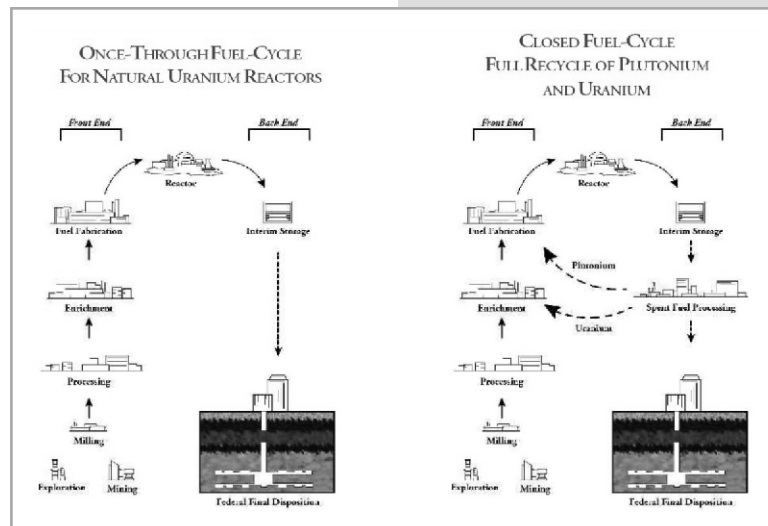 ONCE-THROUGH FUEL-CYCLE
FOR NATURAL URANIUM REACTORS
Front End
Back End
Reactor
Fuel Fabrication
Interim Storage
Enrichment
Processing
Milling
Exploration
Mining
Federal Final Disposition
CLOSED FUEL-CYCLE
FULL RECYCLE OF PLUTONIUM
AND URANIUM
Front End
Back End
Reactor
Fuel Fabrication
Interim Storage
Plutonium
Enrichment
Spent Fuel Processing
Uranium
Processing
Milling
Exploration
Mining
Federal Final Disposition